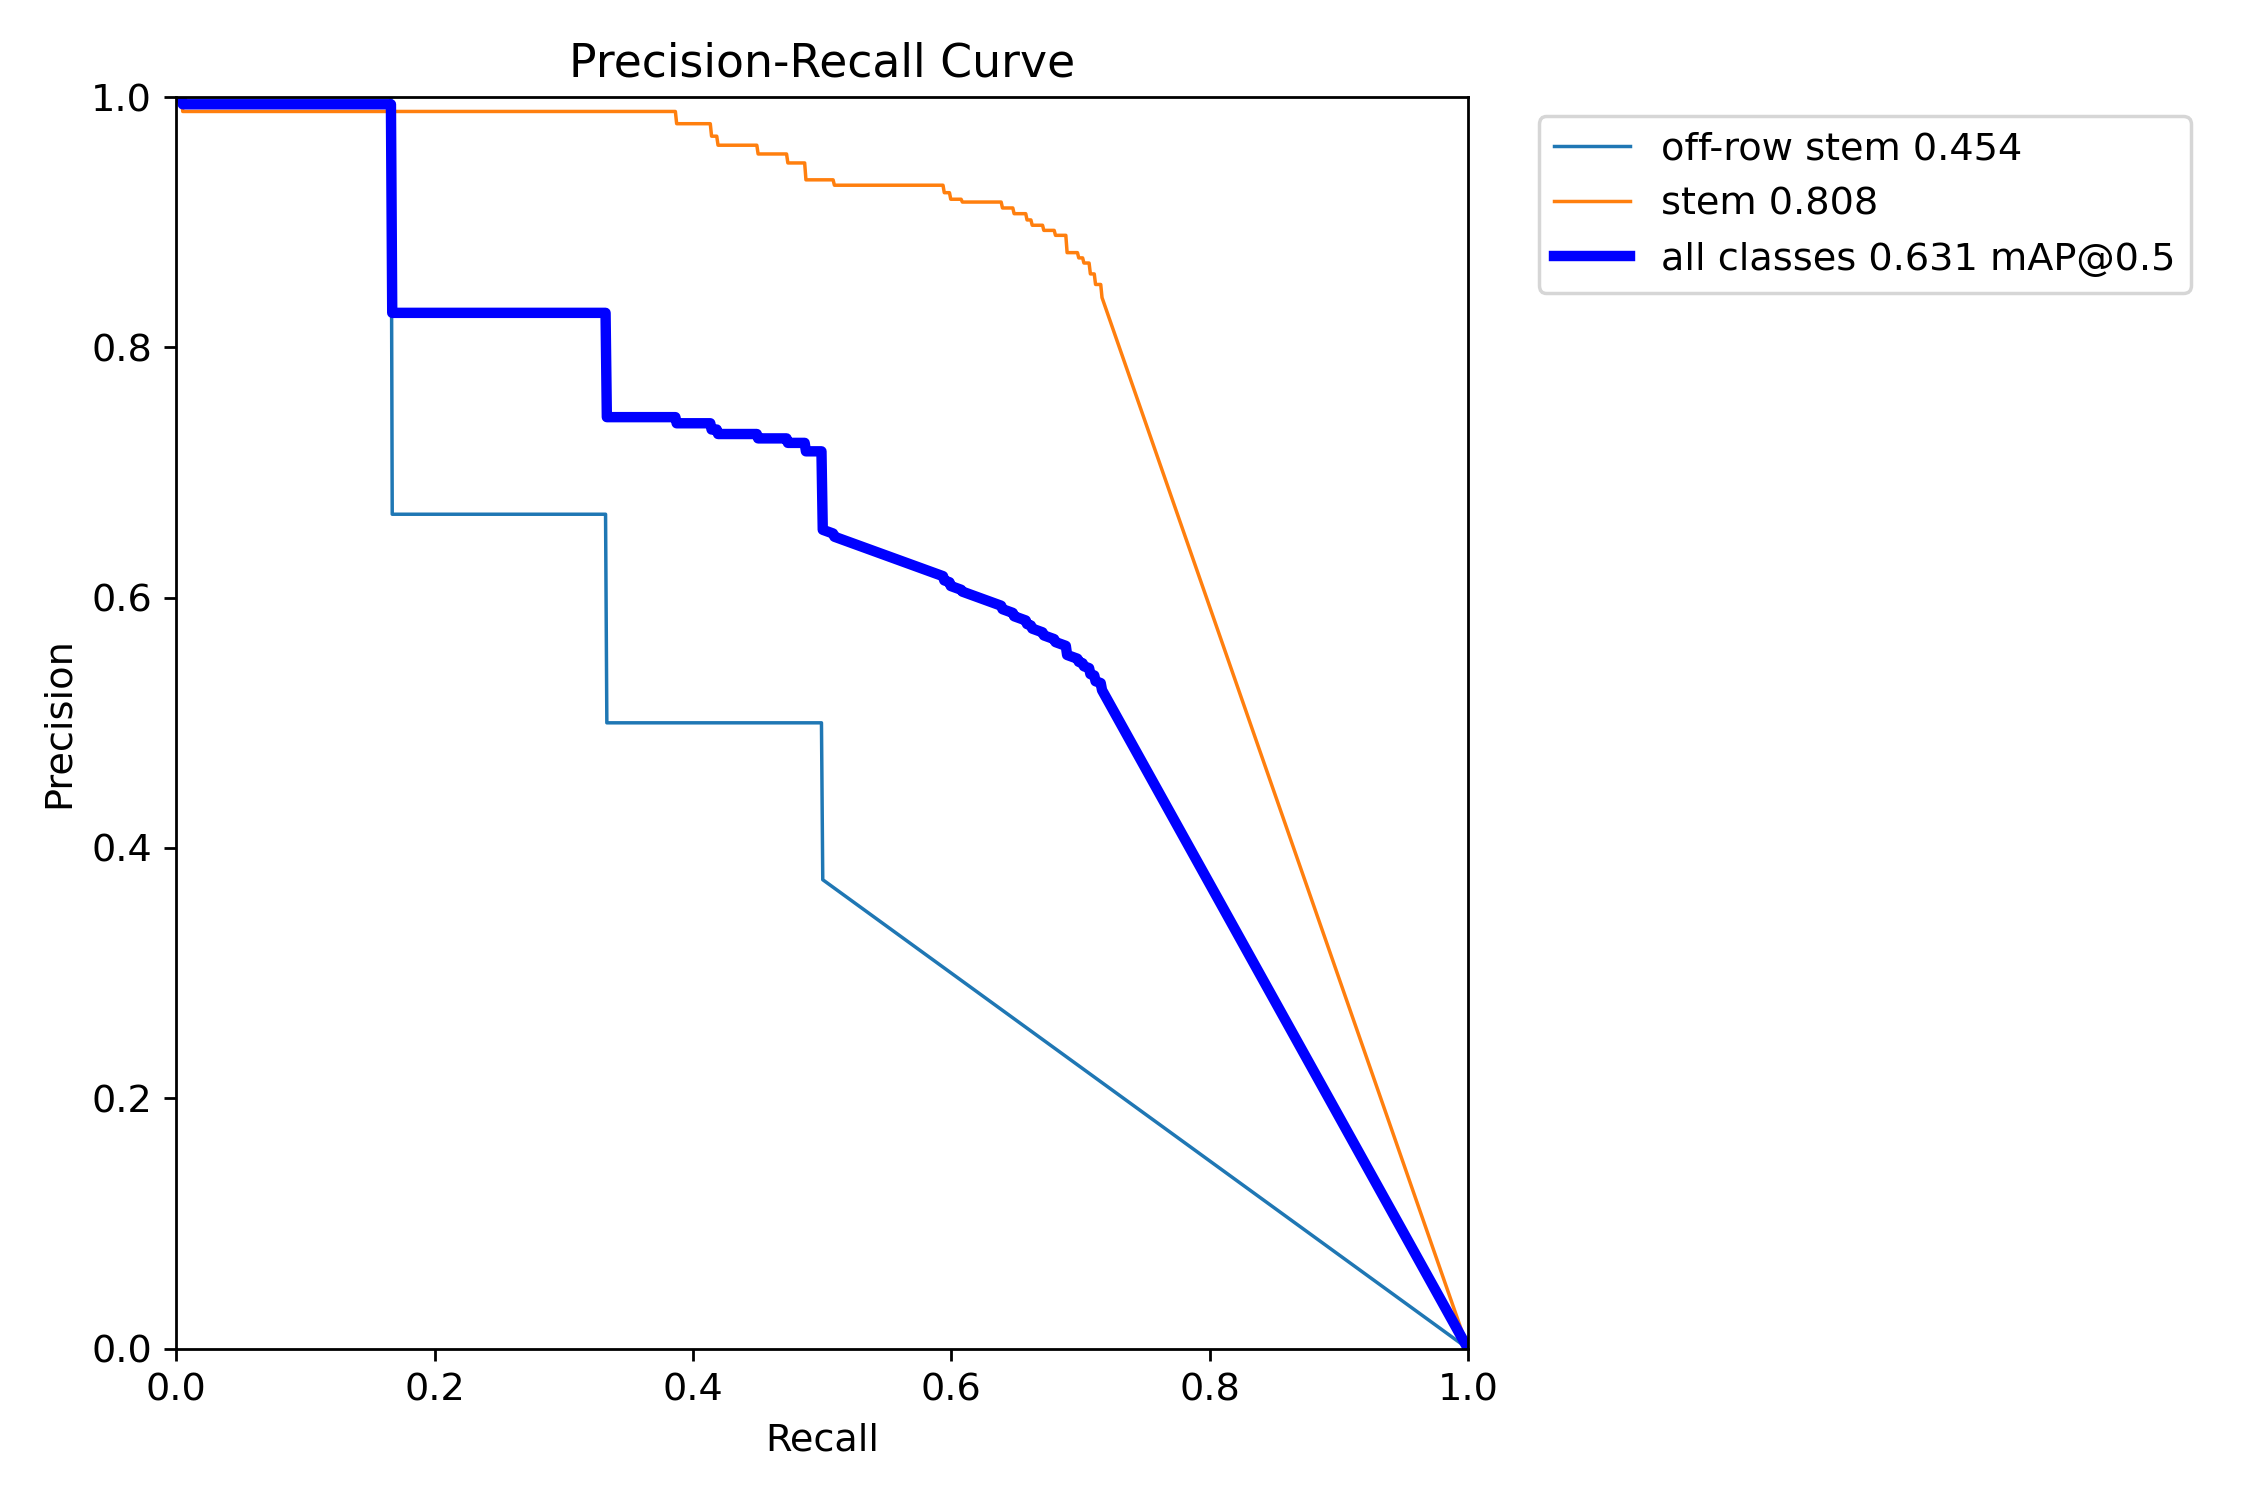 Precision-Recall Curve
1.0
0.8
0.6
0.4
0.2
0.0
Precision
0.0 0.2 0.4 0.6 0.8 1.0
Recall
off-row stem 0.454
stem 0.808
all classes 0.631 mAP@0.5